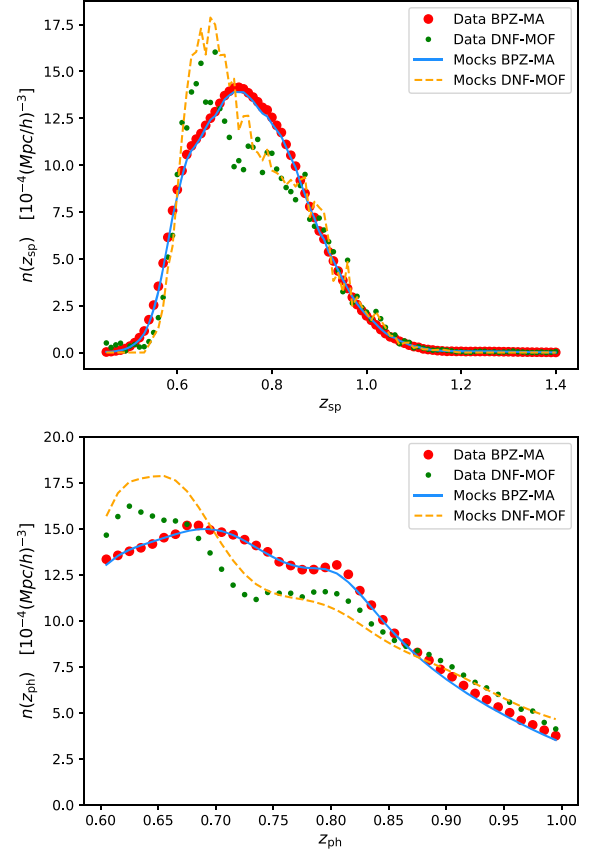 Data BPZ-MA
Data DNF-MOF
Mocks BPZ-MA
Mocks DNF-MOF
17.5
15.0
12.5
10.0
7.5
5.0
2.5
0.0
n(z_sp) [10^{-4}(Mpc/h)^{-3}]
0.6 0.8 1.0 1.2 1.4
z_sp
Data BPZ-MA
Data DNF-MOF
Mocks BPZ-MA
Mocks DNF-MOF
20.0
17.5
15.0
12.5
10.0
7.5
5.0
2.5
0.0
n(z_ph) [10^{-4}(Mpc/h)^{-3}]
0.60 0.65 0.70 0.75 0.80 0.85 0.90 0.95 1.00
z_ph